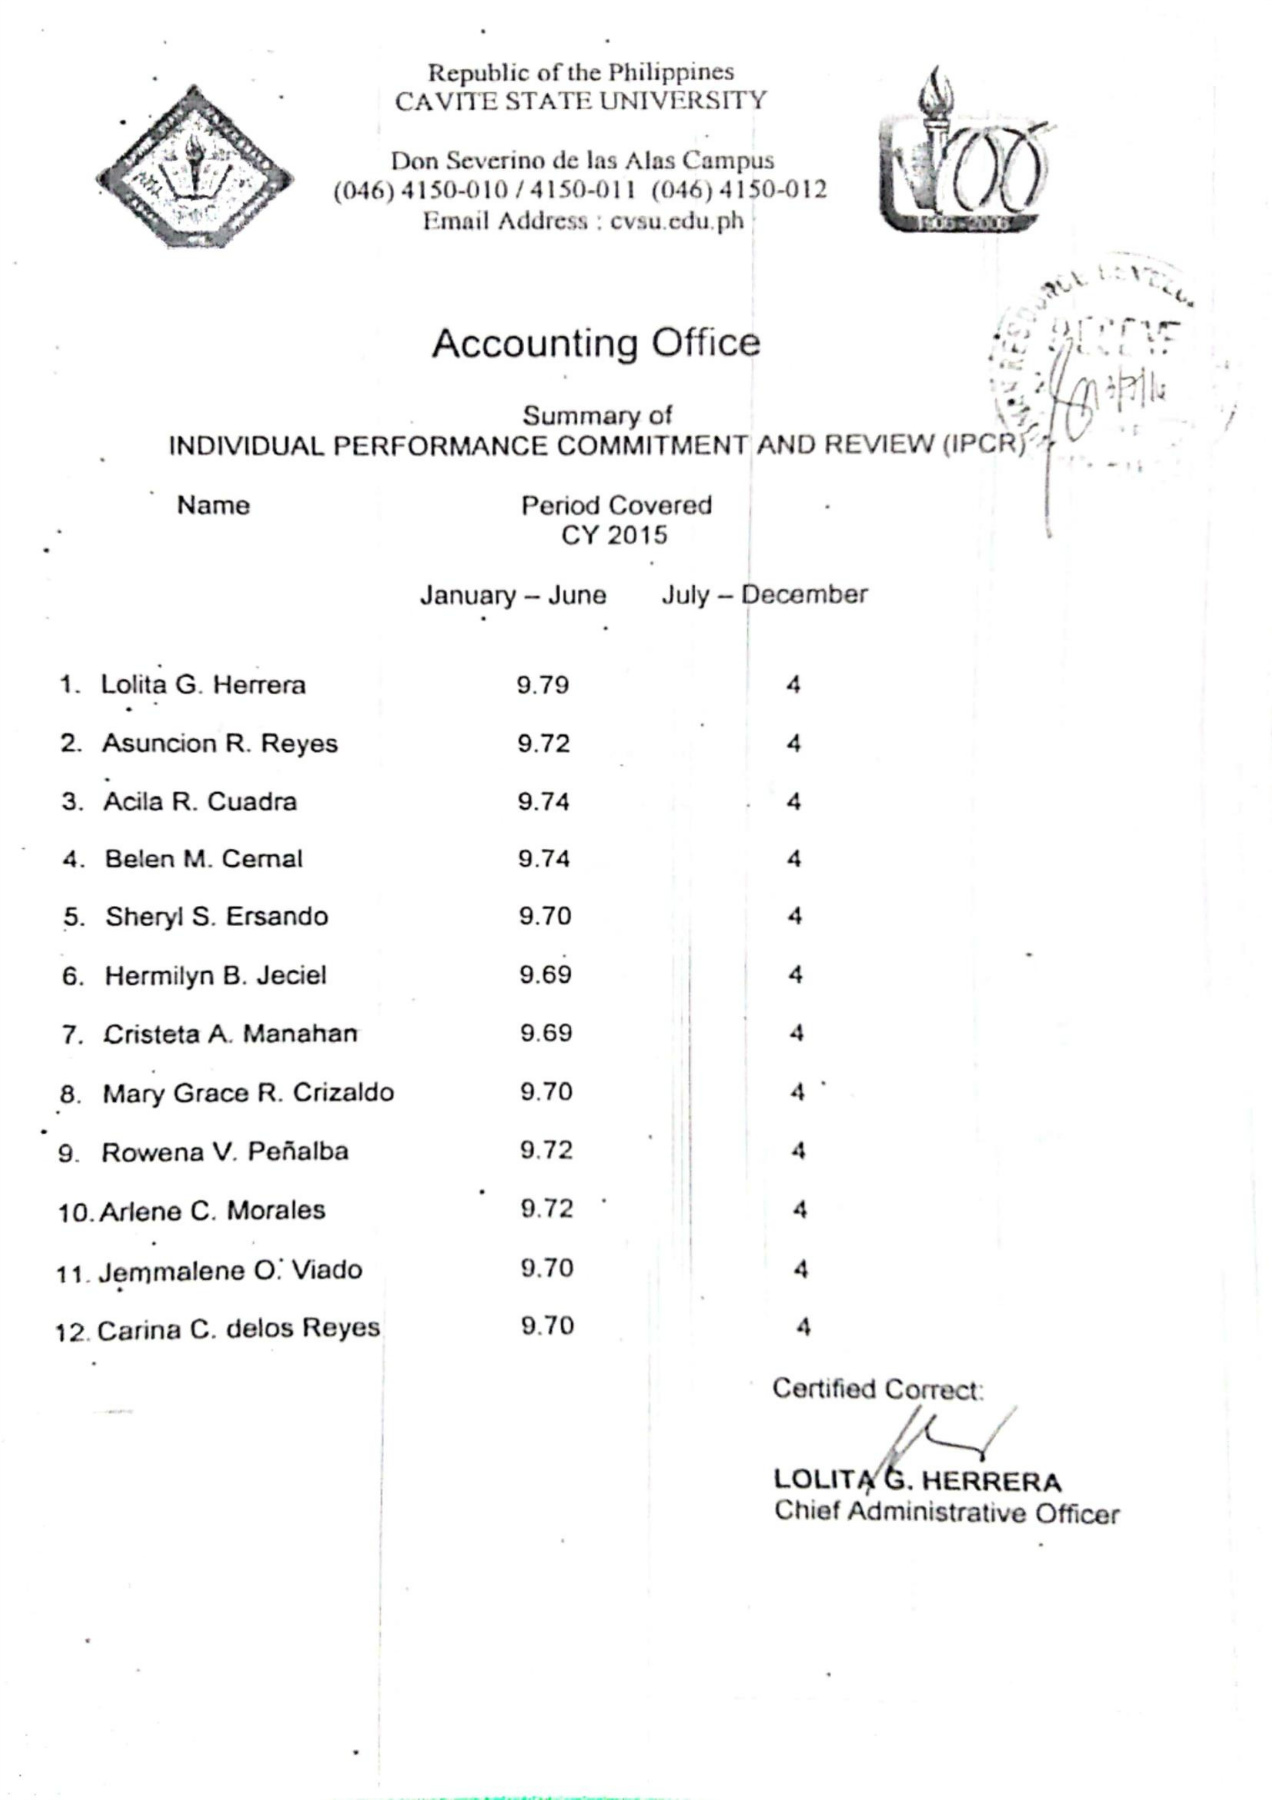 Republic of the Philippines
CAVITE STATE UNIVERSITY
Don Severino de las Alas Campus
(046) 4150-010 / 4150-011 (046) 4150-012
Email Address : cvsu.edu.ph
100
1906 - 2006
Accounting Office
Summary of
INDIVIDUAL PERFORMANCE COMMITMENT AND REVIEW (IPCR)
Name Period Covered
CY 2015
January – June July – December
1. Lolita G. Herrera 9.79 4
2. Asuncion R. Reyes 9.72 4
3. Acila R. Cuadra 9.74 4
4. Belen M. Cernal 9.74 4
5. Sheryl S. Ersando 9.70 4
6. Hermilyn B. Jeciel 9.69 4
7. Cristeta A. Manahan 9.69 4
8. Mary Grace R. Crizaldo 9.70 4
9. Rowena V. Peñalba 9.72 4
10. Arlene C. Morales 9.72 4
11. Jemmalene O. Viado 9.70 4
12. Carina C. delos Reyes 9.70 4
Certified Correct:
LOLITA G. HERRERA
Chief Administrative Officer